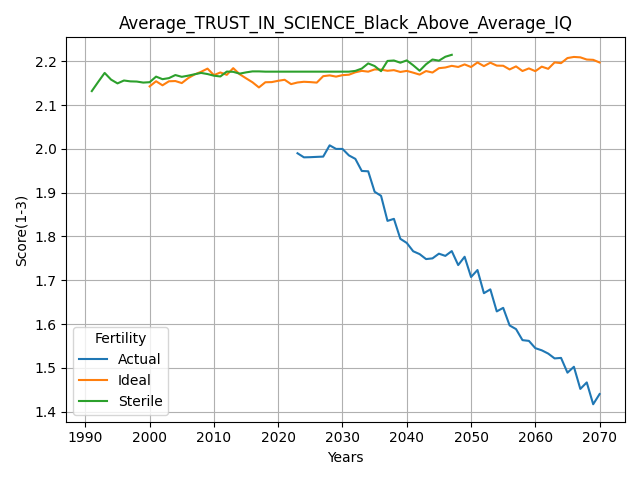 Average_TRUST_IN_SCIENCE_Black_Above_Average_IQ
Score(1-3)
2.2
2.1
2.0
1.9
1.8
1.7
1.6
1.5
1.4
Fertility
Actual
Ideal
Sterile
1990 2000 2010 2020 2030 2040 2050 2060 2070
Years